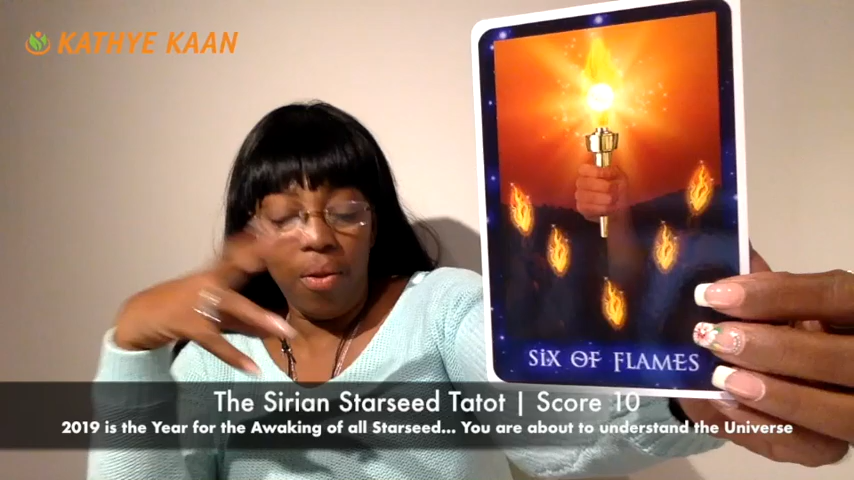 KATHYE KAAN
SIX OF FLAMES
The Sirian Starseed Tatot | Score 10
2019 is the Year for the Awaking of all Starseed... You are about to understand the Universe